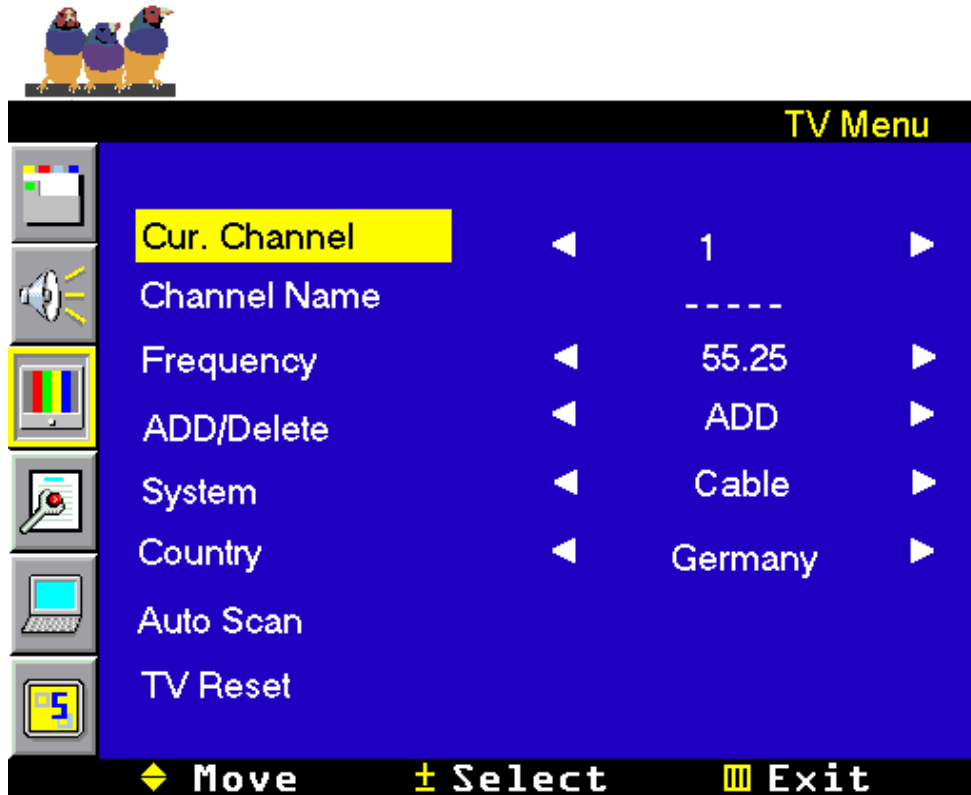 TV Menu
Cur. Channel 1
Channel Name -----
Frequency 55.25
ADD/Delete ADD
System Cable
Country Germany
Auto Scan
TV Reset
5
Move ± Select Exit